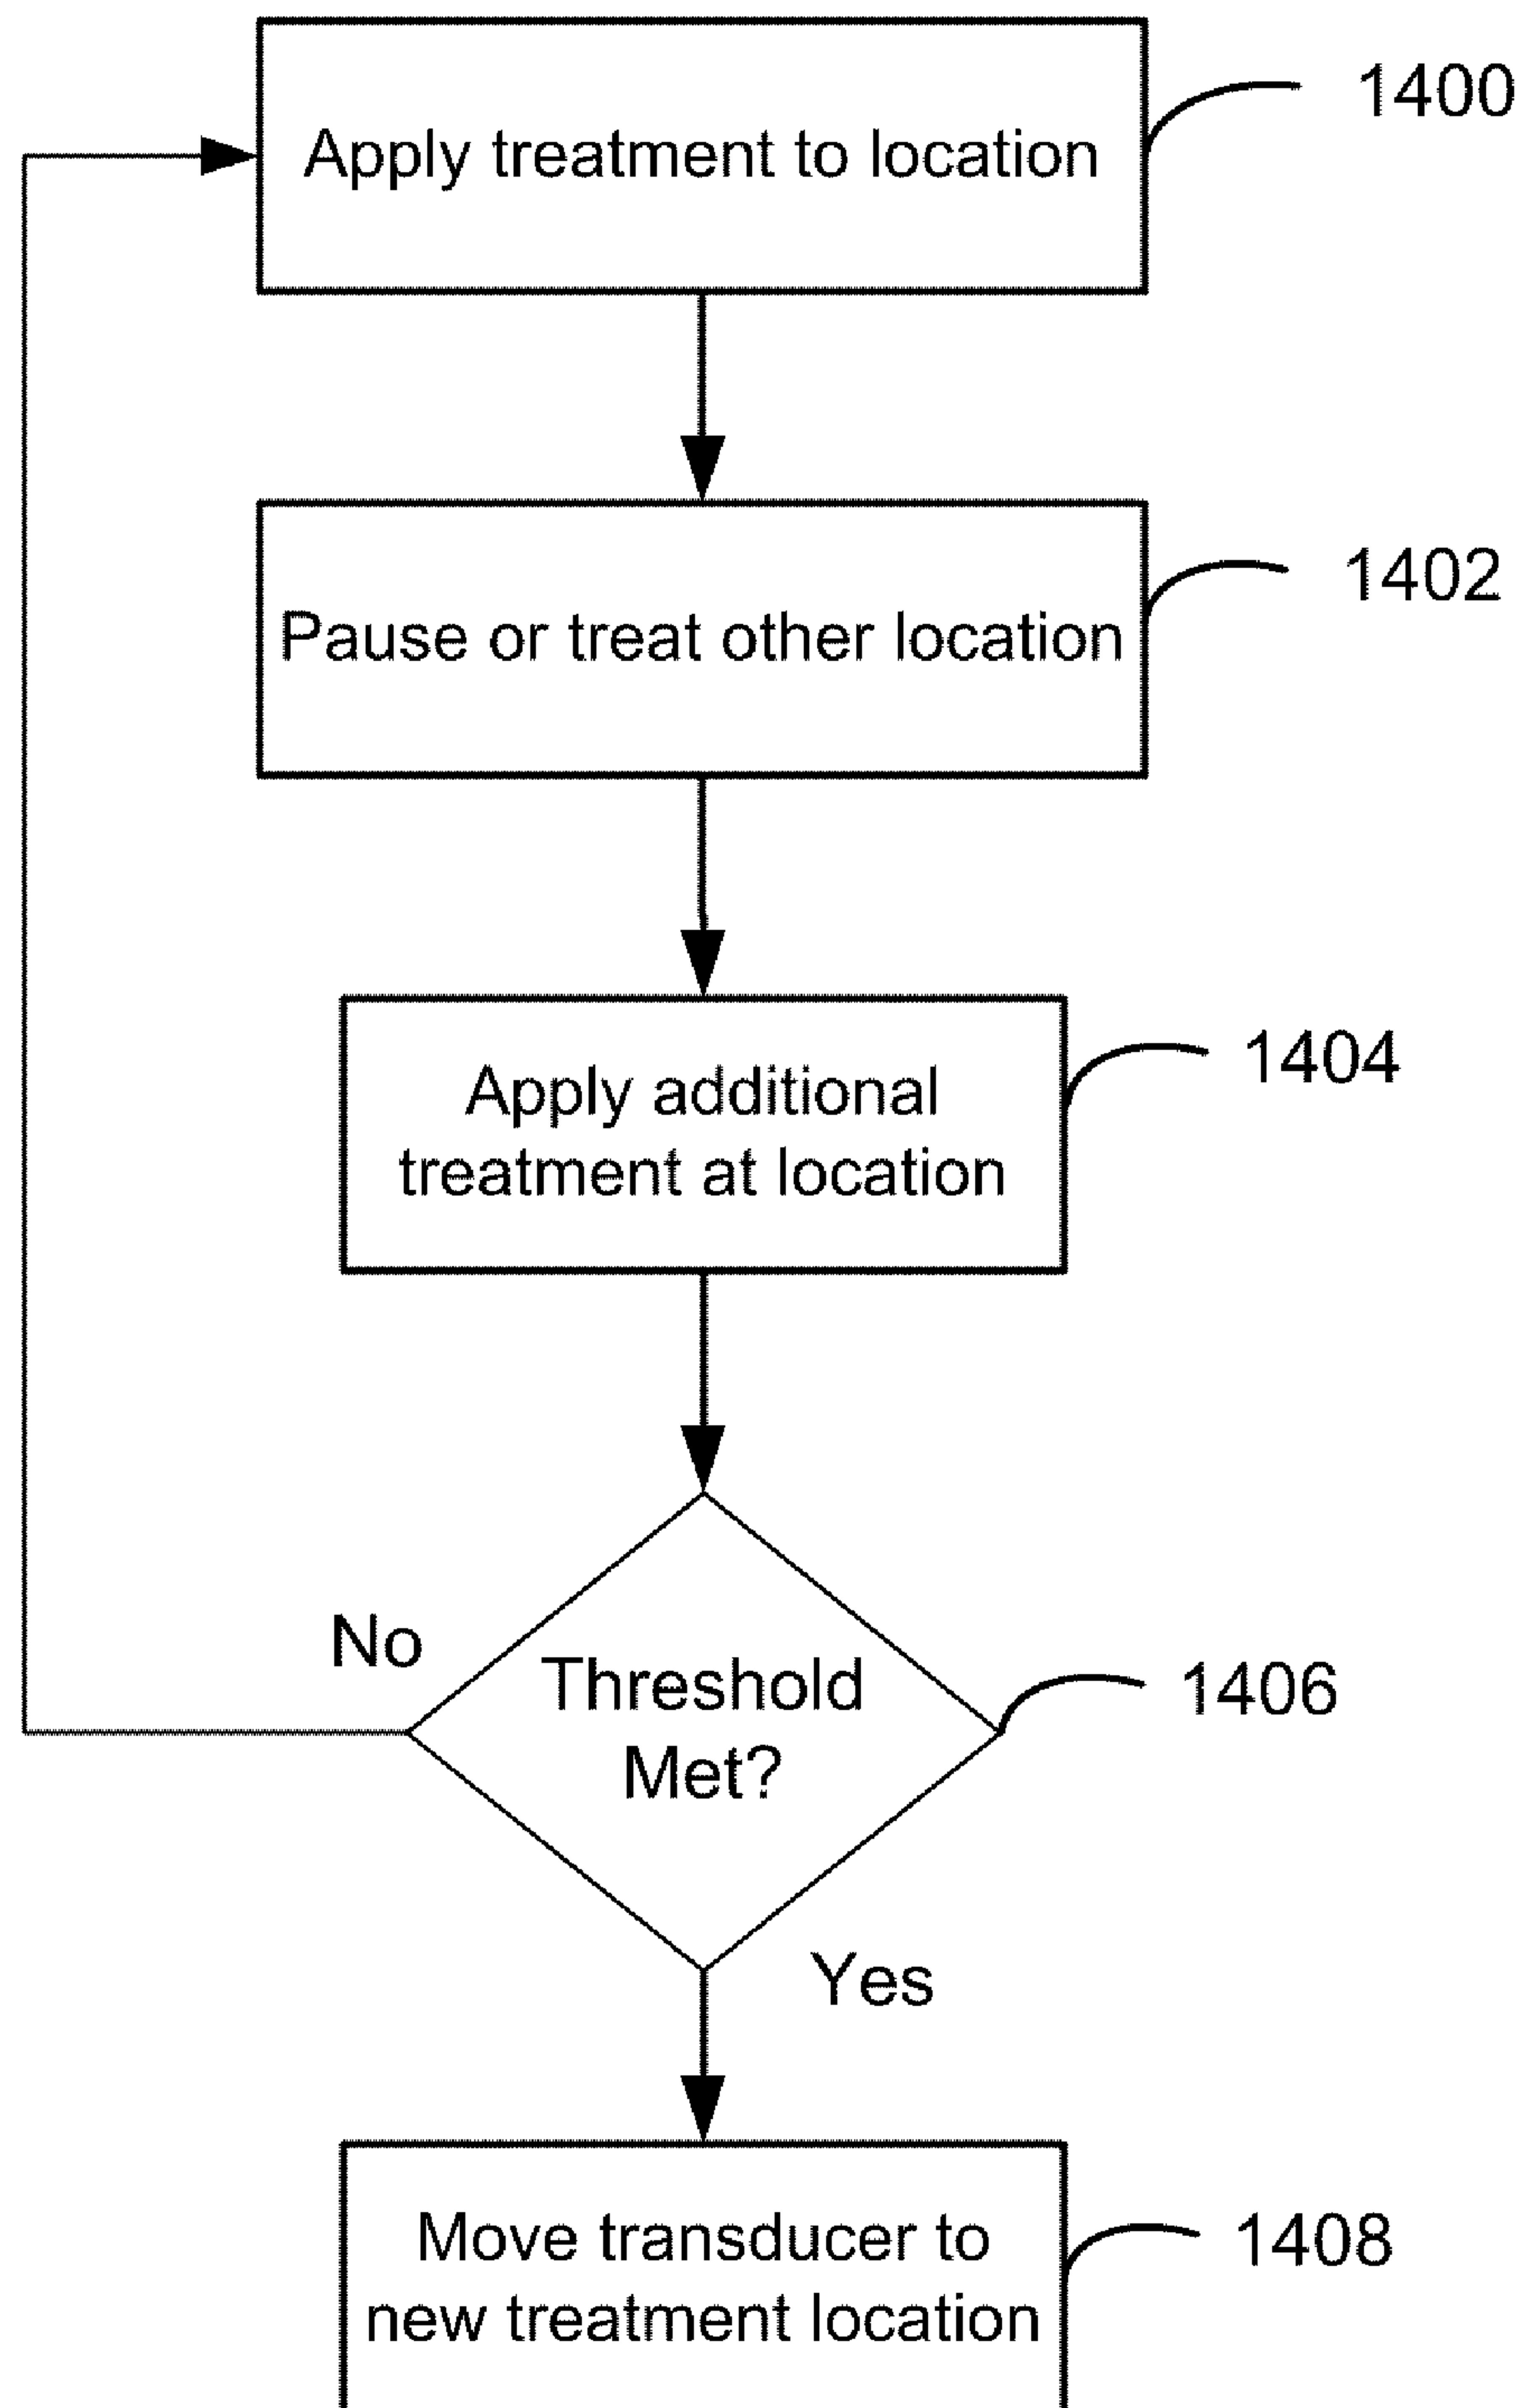 Apply treatment to location
1400
Pause or treat other location
1402
Apply additional
treatment at location
1404
No
Threshold
Met?
1406
Yes
Move transducer to
new treatment location
1408